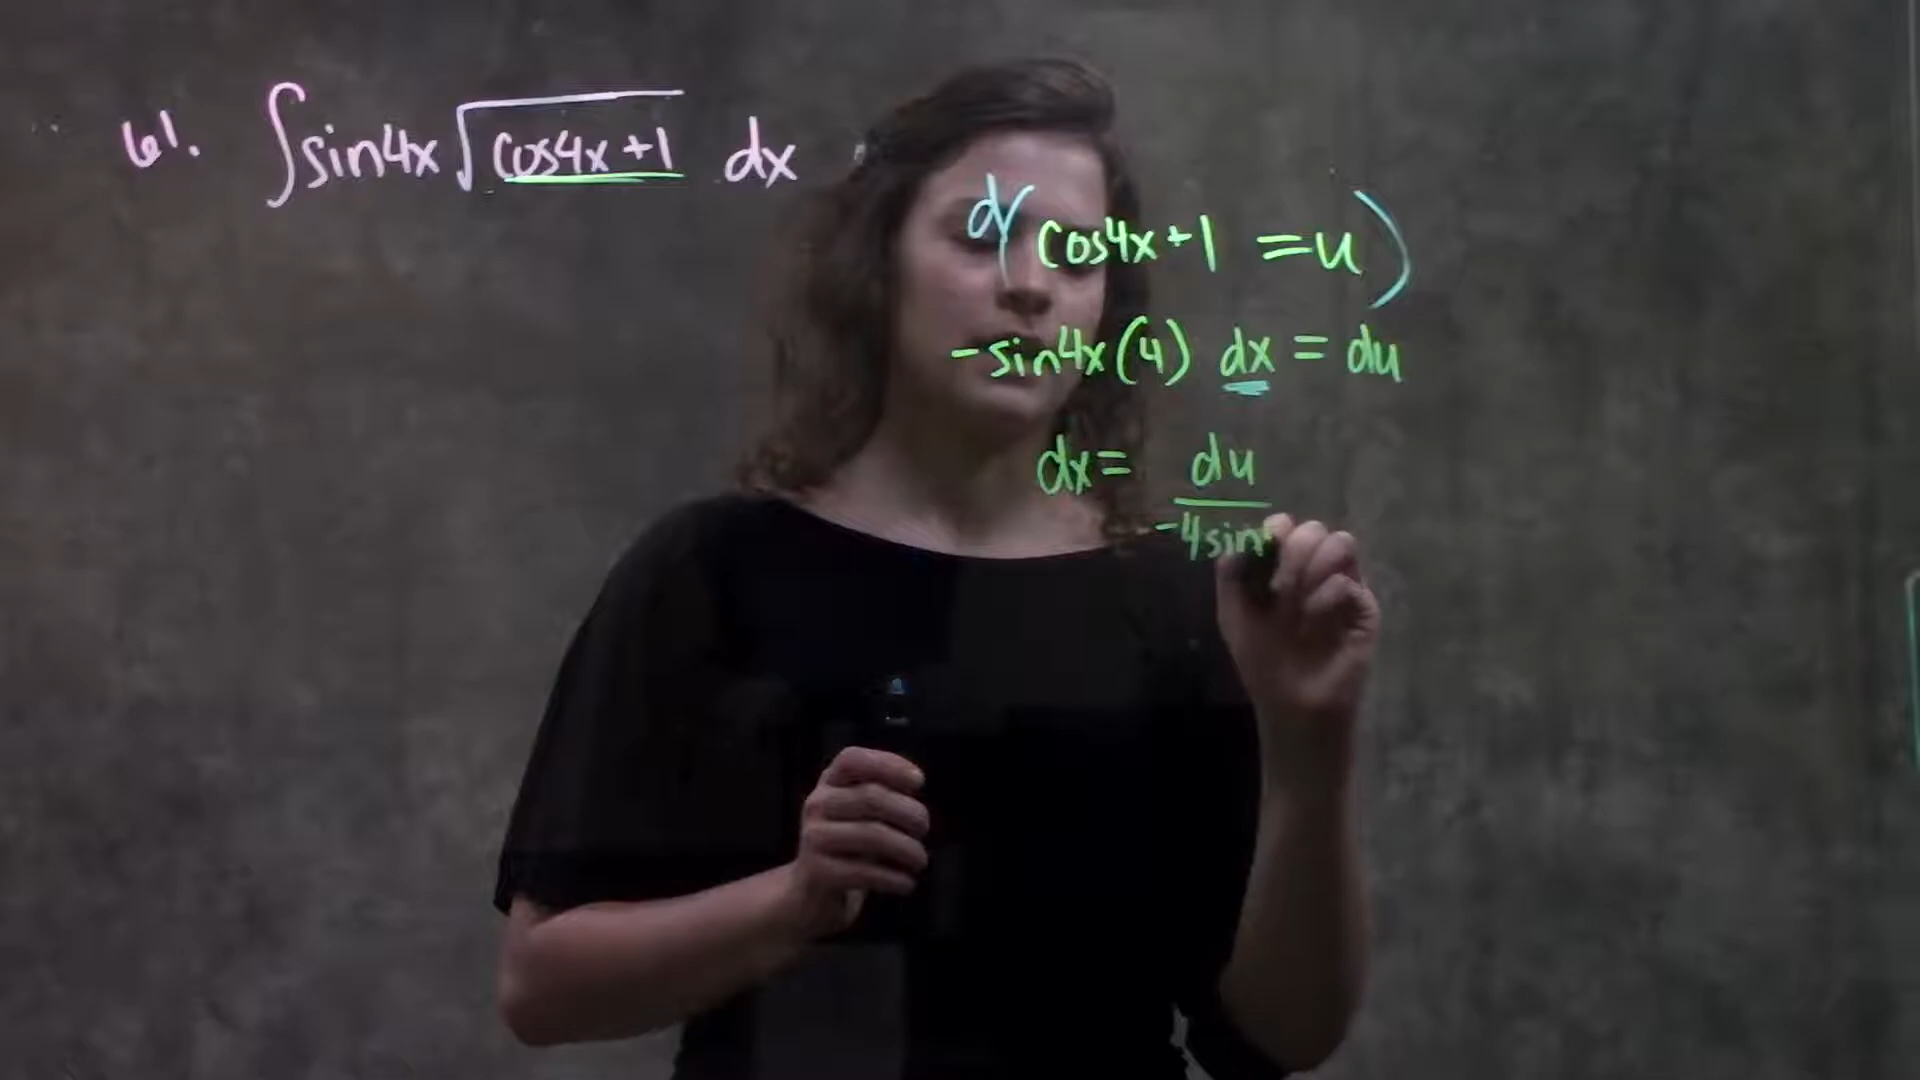 61. ∫sin4x√(cos4x+1) dx
d(cos4x+1 = u)
-sin4x(4) dx = du
dx = du
-4sin